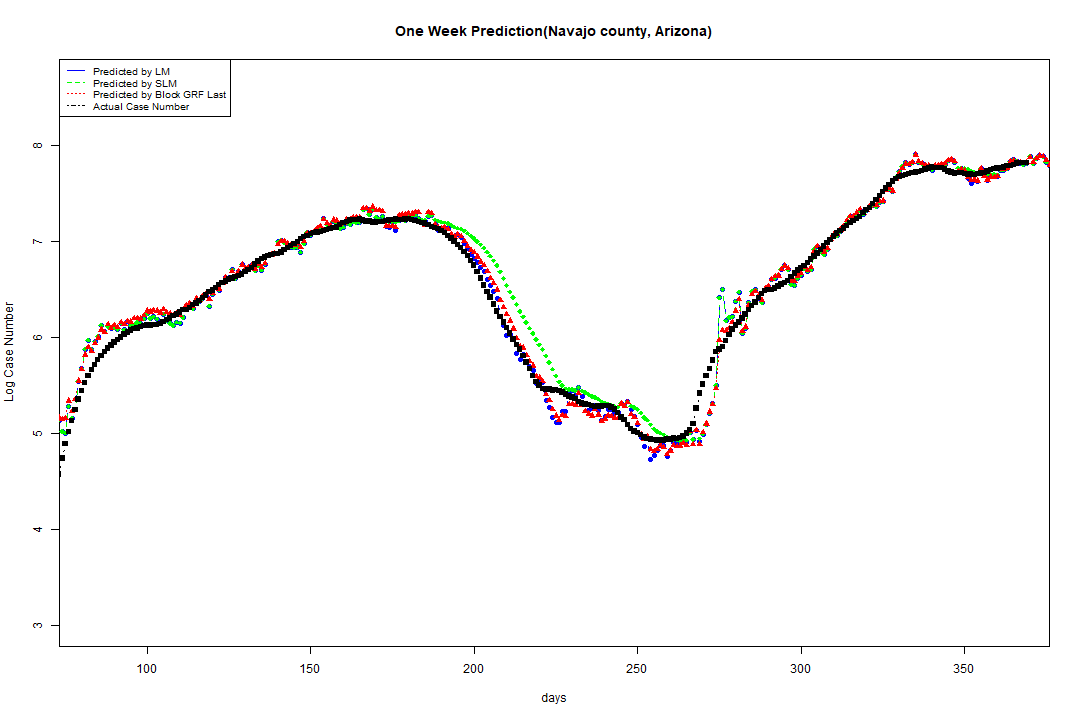 One Week Prediction(Navajo county, Arizona)
Predicted by LM
Predicted by SLM
Predicted by Block GRF Last
Actual Case Number
8
7
6
5
4
3
Log Case Number
100 150 200 250 300 350
days